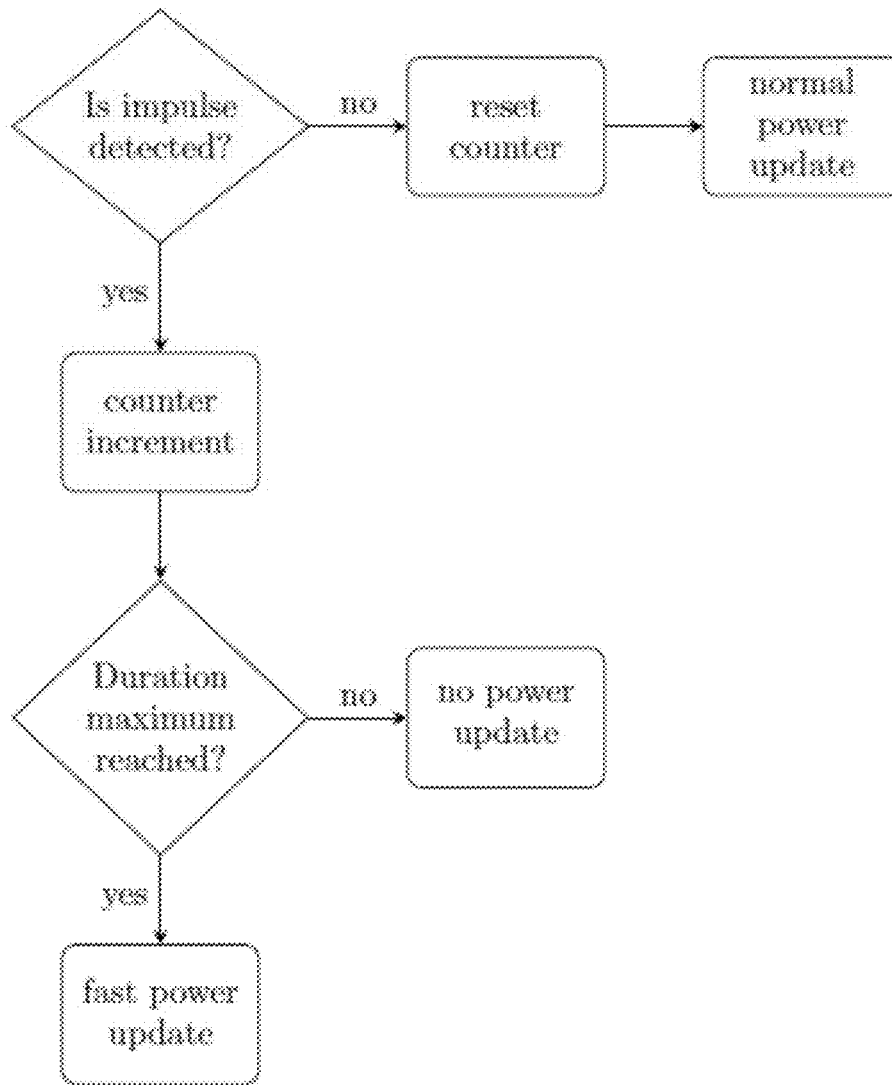 Is impulse
detected?
no
reset
counter
normal
power
update
yes
counter
increment
Duration
maximum
reached?
no
no power
update
yes
fast power
update